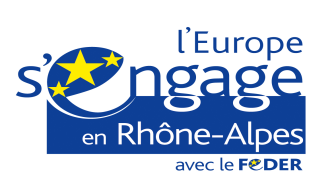 l'Europe
s'engage
en Rhône-Alpes
avec le FEDER